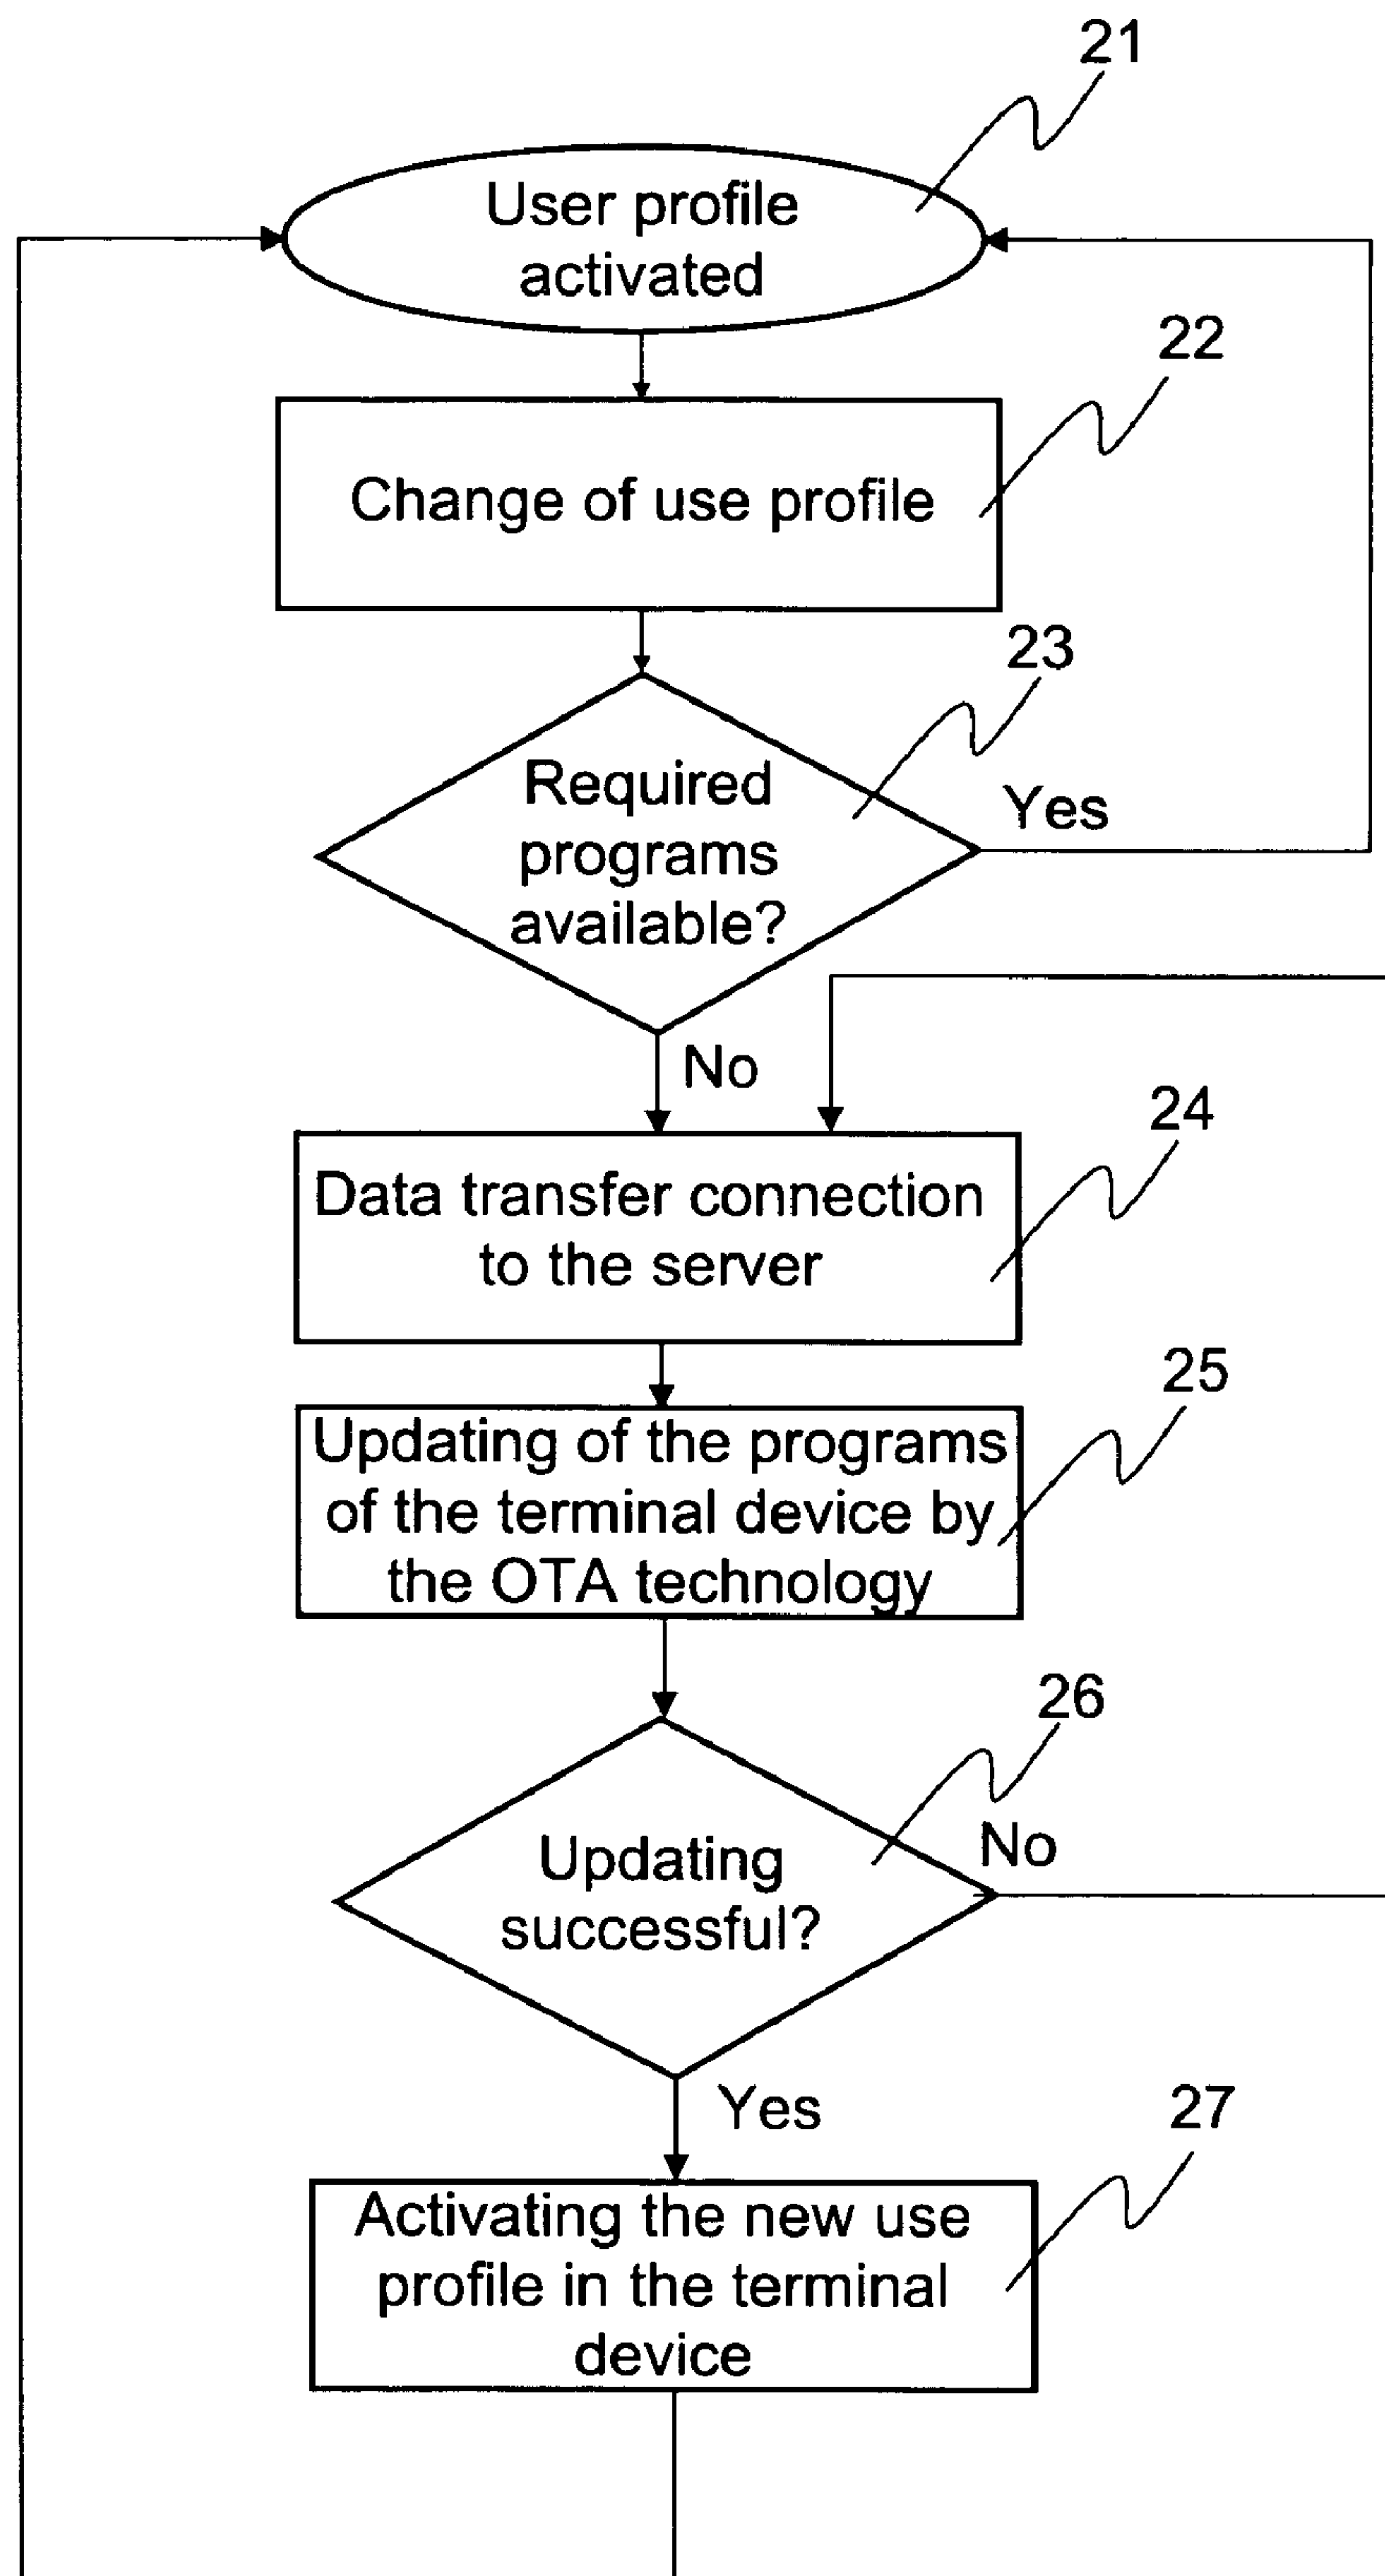 21
User profile
activated
22
Change of use profile
23
Required
programs
available?
Yes
No
24
Data transfer connection
to the server
25
Updating of the programs
of the terminal device by
the OTA technology
26
Updating
successful?
No
Yes
27
Activating the new use
profile in the terminal
device